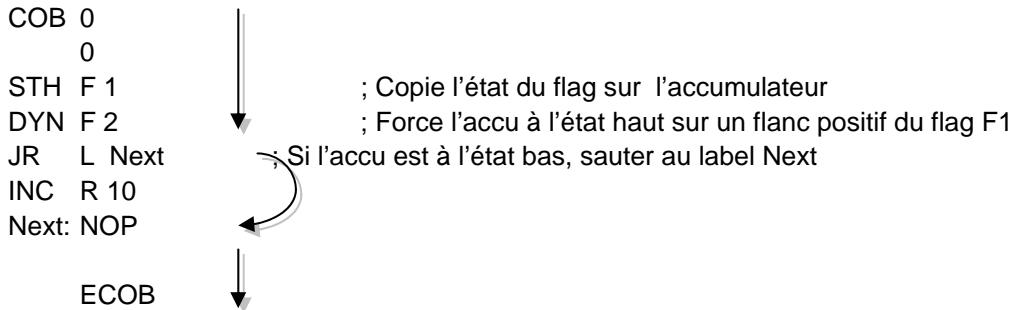 COB 0
0
STH F 1 ; Copie l’état du flag sur l’accumulateur
DYN F 2 ; Force l’accu à l’état haut sur un flanc positif du flag F1
JR L Next ; Si l’accu est à l’état bas, sauter au label Next
INC R 10
Next: NOP
ECOB